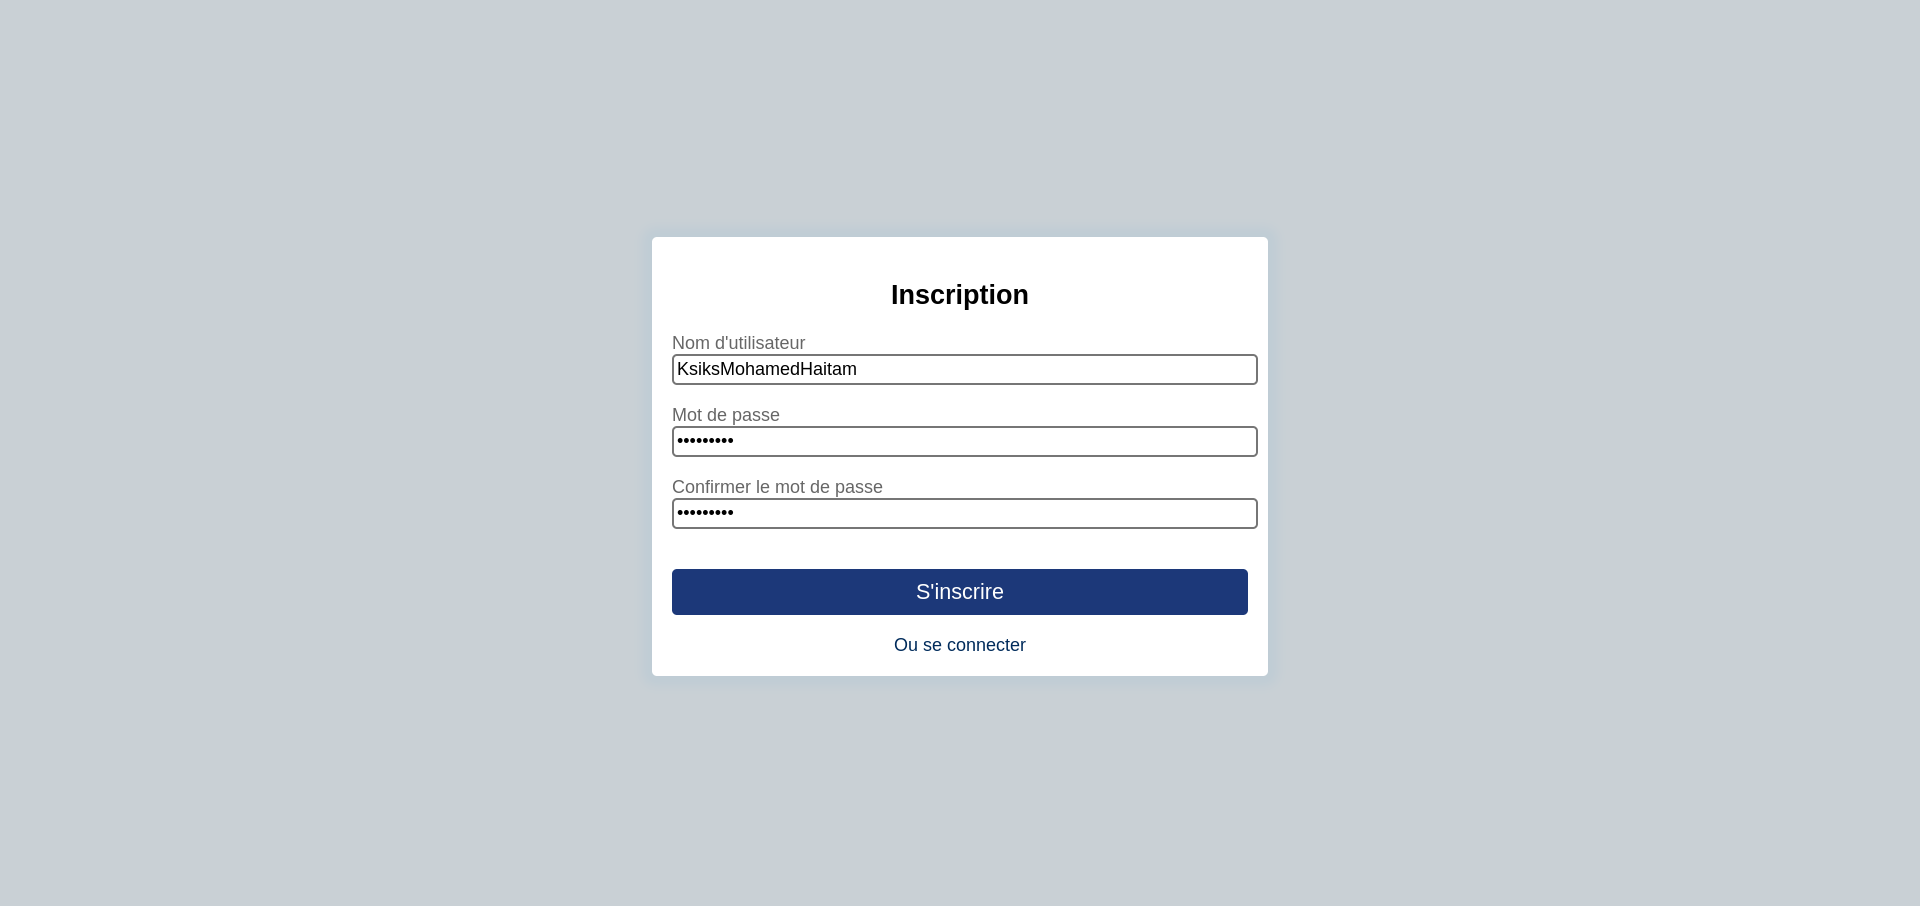 Inscription
Nom d'utilisateur
KsiksMohamedHaitam
Mot de passe
•••••••••
Confirmer le mot de passe
•••••••••
S'inscrire
Ou se connecter